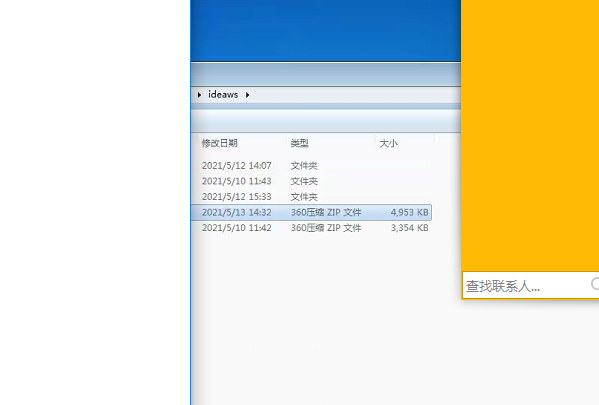 ideaws
修改日期 类型 大小
2021/5/12 14:07 文件夹
2021/5/10 11:43 文件夹
2021/5/12 15:33 文件夹
2021/5/13 14:32 360压缩 ZIP 文件 4,953 KB
2021/5/10 11:42 360压缩 ZIP 文件 3,354 KB
查找联系人...